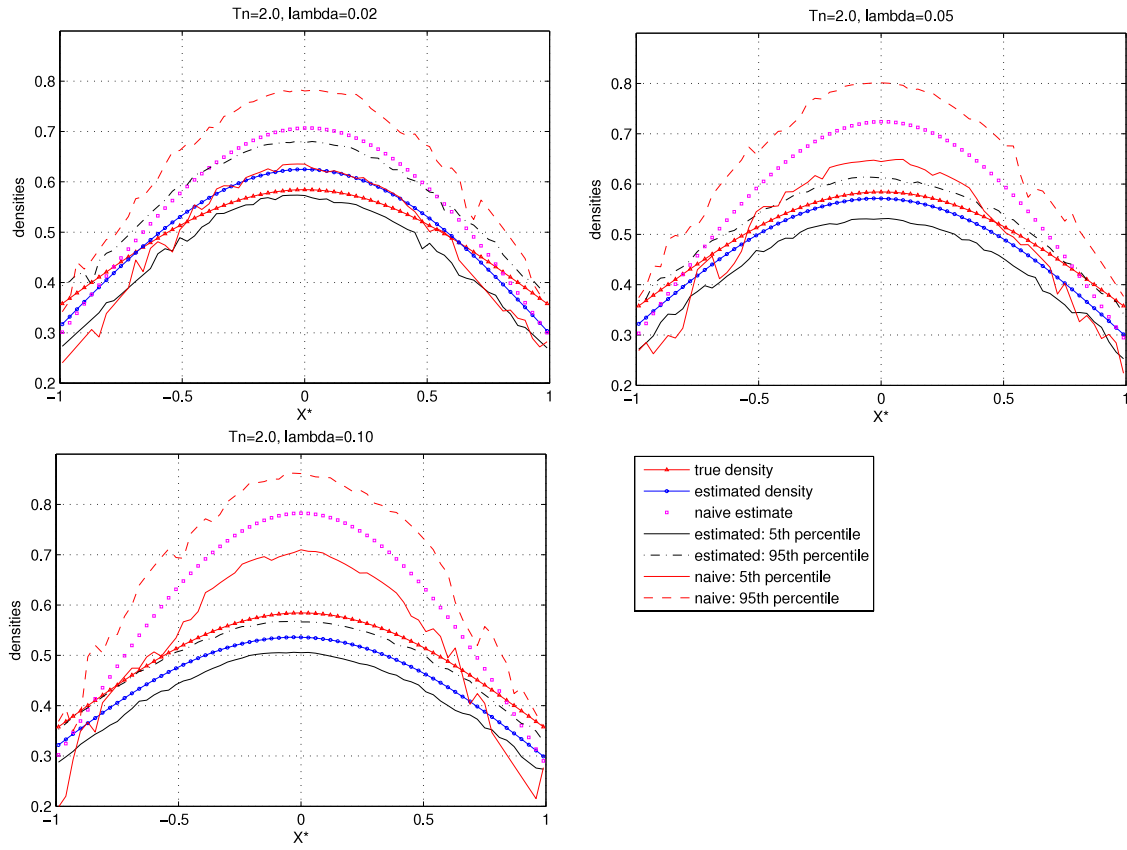 Tn=2.0, lambda=0.02
densities
0.8
0.7
0.6
0.5
0.4
0.3
0.2
−1
−0.5
0
0.5
1
X*
Tn=2.0, lambda=0.05
densities
0.8
0.7
0.6
0.5
0.4
0.3
0.2
−1
−0.5
0
0.5
1
X*
Tn=2.0, lambda=0.10
densities
0.8
0.7
0.6
0.5
0.4
0.3
0.2
−1
−0.5
0
0.5
1
X*
true density
estimated density
naive estimate
estimated: 5th percentile
estimated: 95th percentile
naive: 5th percentile
naive: 95th percentile